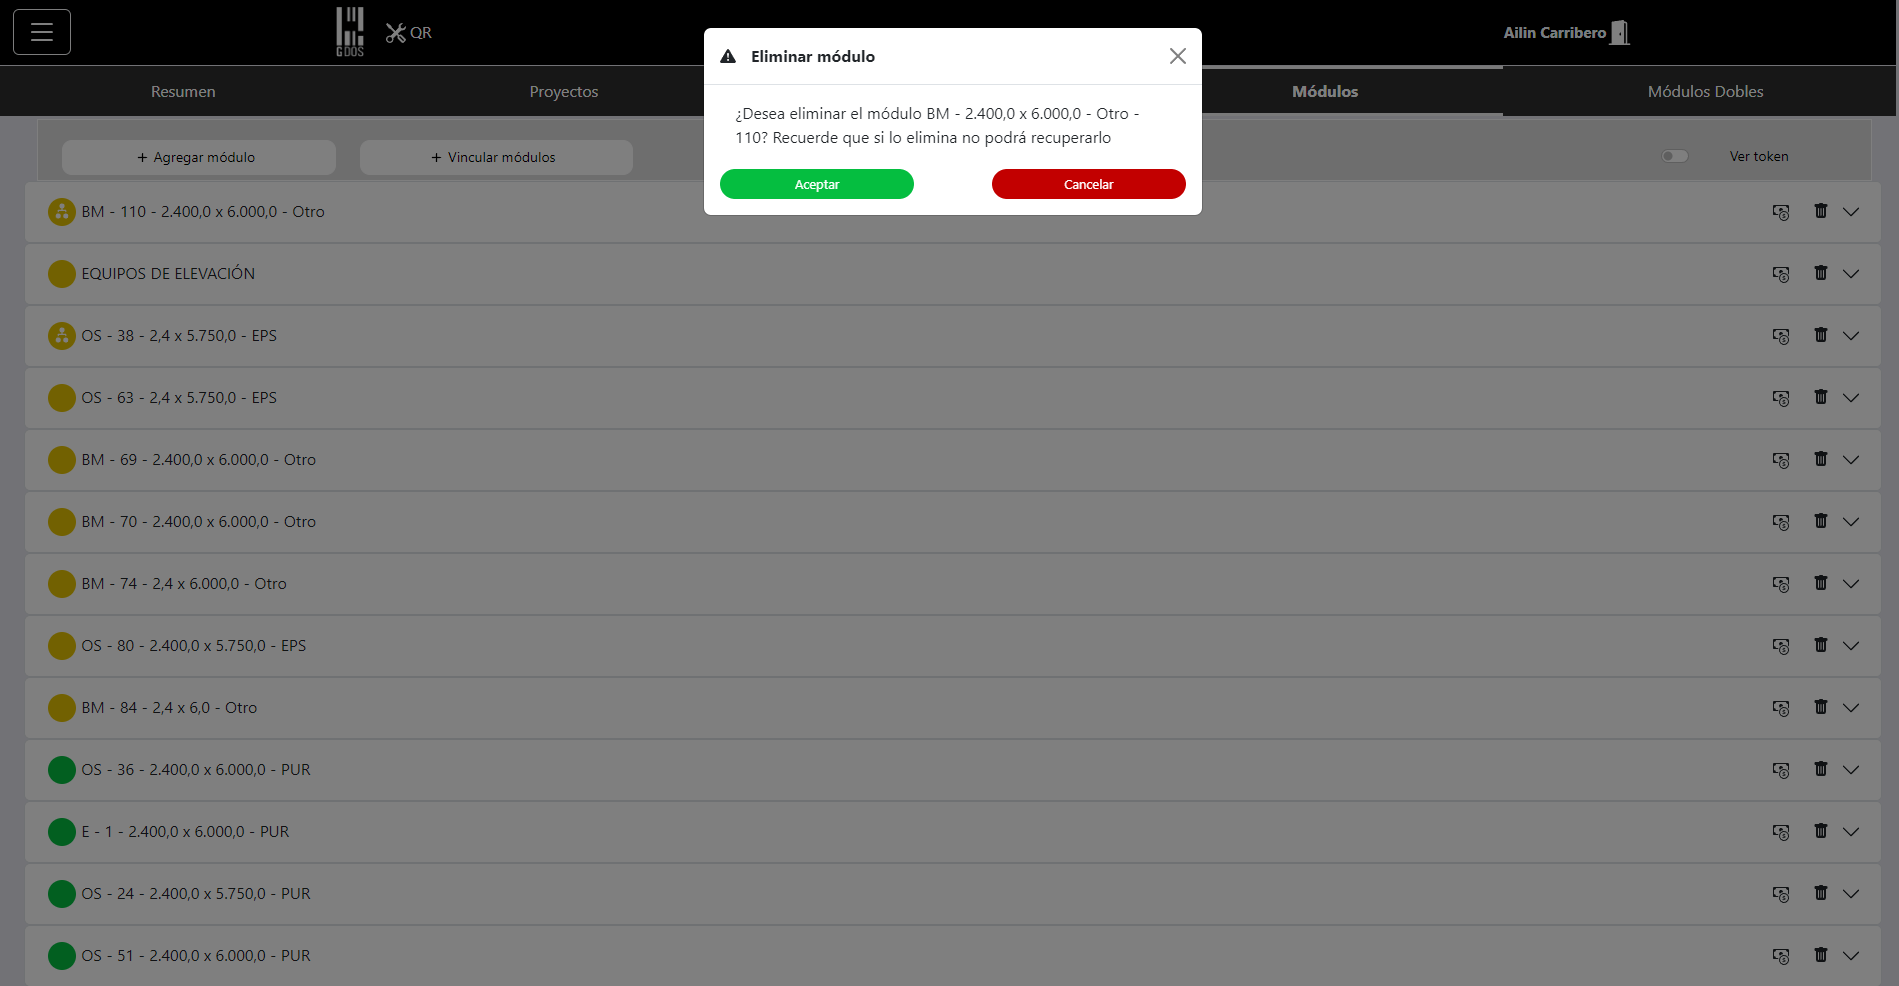 GDOS
QR
Ailin Carribero
Resumen
Proyectos
Módulos
Módulos Dobles
Eliminar módulo
¿Desea eliminar el módulo BM - 2.400,0 x 6.000,0 - Otro -
110? Recuerde que si lo elimina no podrá recuperarlo
Aceptar
Cancelar
+ Agregar módulo
+ Vincular módulos
Ver token
BM - 110 - 2.400,0 x 6.000,0 - Otro
EQUIPOS DE ELEVACIÓN
OS - 38 - 2,4 x 5.750,0 - EPS
OS - 63 - 2,4 x 5.750,0 - EPS
BM - 69 - 2.400,0 x 6.000,0 - Otro
BM - 70 - 2.400,0 x 6.000,0 - Otro
BM - 74 - 2,4 x 6.000,0 - Otro
OS - 80 - 2.400,0 x 5.750,0 - EPS
BM - 84 - 2,4 x 6,0 - Otro
OS - 36 - 2.400,0 x 6.000,0 - PUR
E - 1 - 2.400,0 x 6.000,0 - PUR
OS - 24 - 2.400,0 x 5.750,0 - PUR
OS - 51 - 2.400,0 x 6.000,0 - PUR